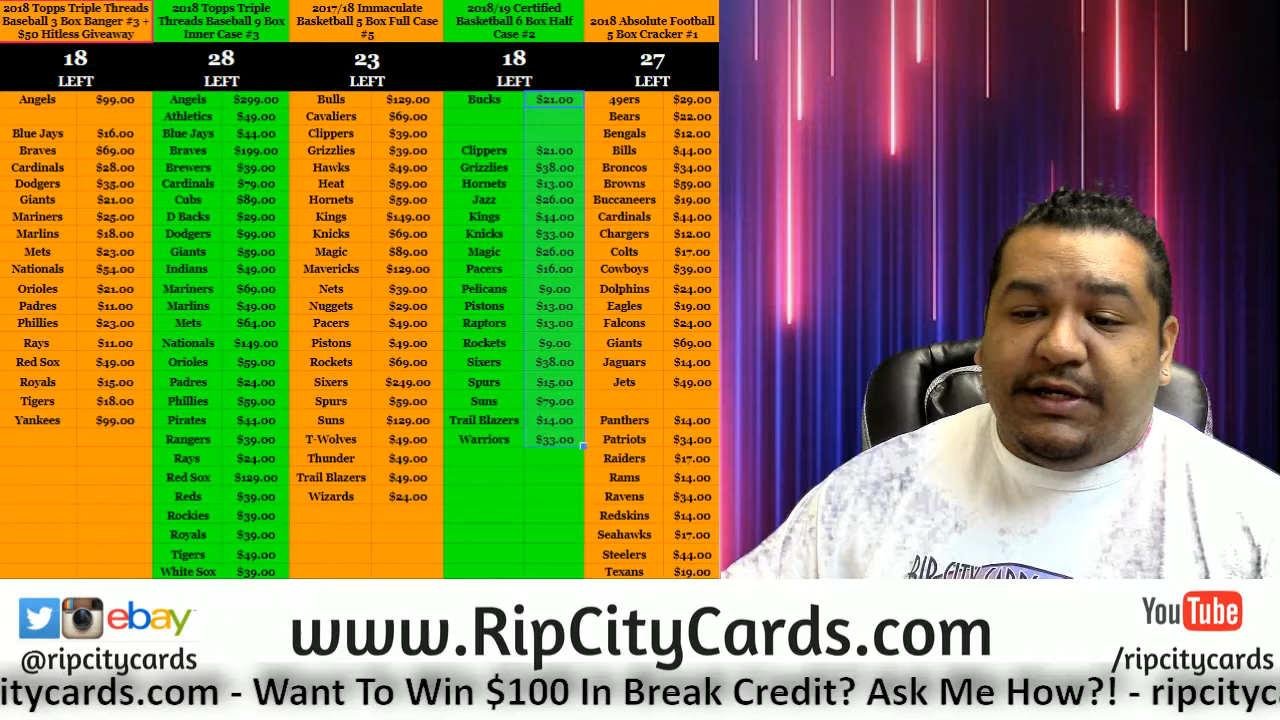 2018 Topps Triple Threads
Baseball 3 Box Banger #3 +
$50 Hitless Giveaway
18
LEFT
Angels $99.00
Blue Jays $16.00
Braves $69.00
Cardinals $28.00
Dodgers $35.00
Giants $21.00
Mariners $25.00
Marlins $18.00
Mets $23.00
Nationals $54.00
Orioles $21.00
Padres $11.00
Phillies $23.00
Rays $11.00
Red Sox $49.00
Royals $15.00
Tigers $18.00
Yankees $99.00
2018 Topps Triple
Threads Baseball 9 Box
Inner Case #3
28
LEFT
Angels $299.00
Athletics $49.00
Blue Jays $44.00
Braves $199.00
Brewers $39.00
Cardinals $79.00
Cubs $89.00
D Backs $29.00
Dodgers $99.00
Giants $59.00
Indians $49.00
Mariners $69.00
Marlins $49.00
Mets $64.00
Nationals $149.00
Orioles $59.00
Padres $24.00
Phillies $59.00
Pirates $44.00
Rangers $39.00
Rays $24.00
Red Sox $129.00
Reds $39.00
Rockies $39.00
Royals $39.00
Tigers $49.00
White Sox $39.00
2017/18 Immaculate
Basketball 5 Box Full Case
#5
23
LEFT
Bulls $129.00
Cavaliers $69.00
Clippers $39.00
Grizzlies $39.00
Hawks $49.00
Heat $59.00
Hornets $59.00
Kings $149.00
Knicks $69.00
Magic $89.00
Mavericks $129.00
Nets $39.00
Nuggets $29.00
Pacers $49.00
Pistons $49.00
Rockets $69.00
Sixers $249.00
Spurs $59.00
Suns $129.00
T-Wolves $49.00
Thunder $49.00
Trail Blazers $49.00
Wizards $24.00
2018/19 Certified
Basketball 6 Box Half
Case #2
18
LEFT
Bucks $21.00
Clippers $21.00
Grizzlies $38.00
Hornets $13.00
Jazz $26.00
Kings $44.00
Knicks $33.00
Magic $26.00
Pacers $16.00
Pelicans $9.00
Pistons $13.00
Raptors $13.00
Rockets $9.00
Sixers $38.00
Spurs $15.00
Suns $79.00
Trail Blazers $14.00
Warriors $33.00
2018 Absolute Football
5 Box Cracker #1
27
LEFT
49ers $29.00
Bears $22.00
Bengals $12.00
Bills $44.00
Broncos $34.00
Browns $59.00
Buccaneers $19.00
Cardinals $44.00
Chargers $12.00
Colts $17.00
Cowboys $39.00
Dolphins $24.00
Eagles $19.00
Falcons $24.00
Giants $69.00
Jaguars $14.00
Jets $49.00
Panthers $14.00
Patriots $34.00
Raiders $17.00
Rams $14.00
Ravens $34.00
Redskins $14.00
Seahawks $17.00
Steelers $44.00
Texans $19.00
RIP CITY CARDS
ebay
@ripcitycards
www.RipCityCards.com
YouTube
/ripcitycards
itycards.com - Want To Win $100 In Break Credit? Ask Me How?! - ripcityc